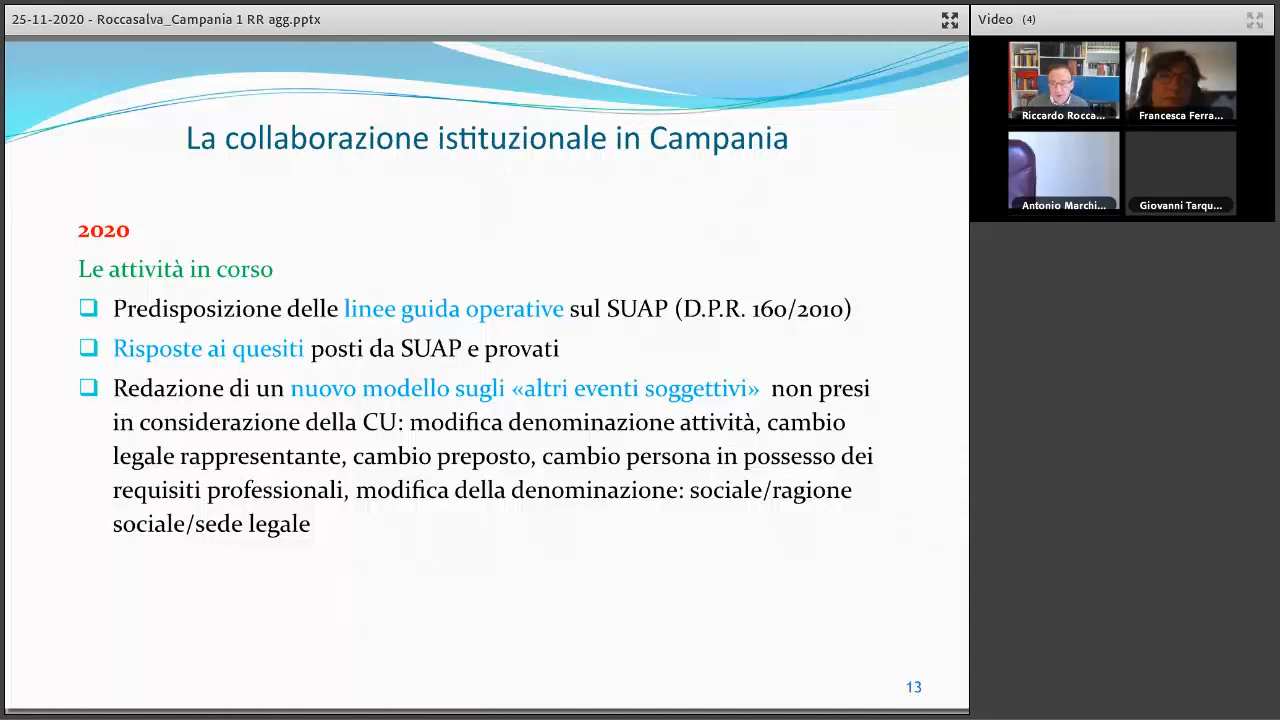 25-11-2020 - Roccasalva_Campania 1 RR agg.pptx
Video (4)
Riccardo Rocca...
Francesca Ferra...
Antonio Marchi...
Giovanni Tarqu...
La collaborazione istituzionale in Campania
2020
Le attività in corso
Predisposizione delle linee guida operative sul SUAP (D.P.R. 160/2010)
Risposte ai quesiti posti da SUAP e provati
Redazione di un nuovo modello sugli «altri eventi soggettivi» non presi
in considerazione della CU: modifica denominazione attività, cambio
legale rappresentante, cambio preposto, cambio persona in possesso dei
requisiti professionali, modifica della denominazione: sociale/ragione
sociale/sede legale
13